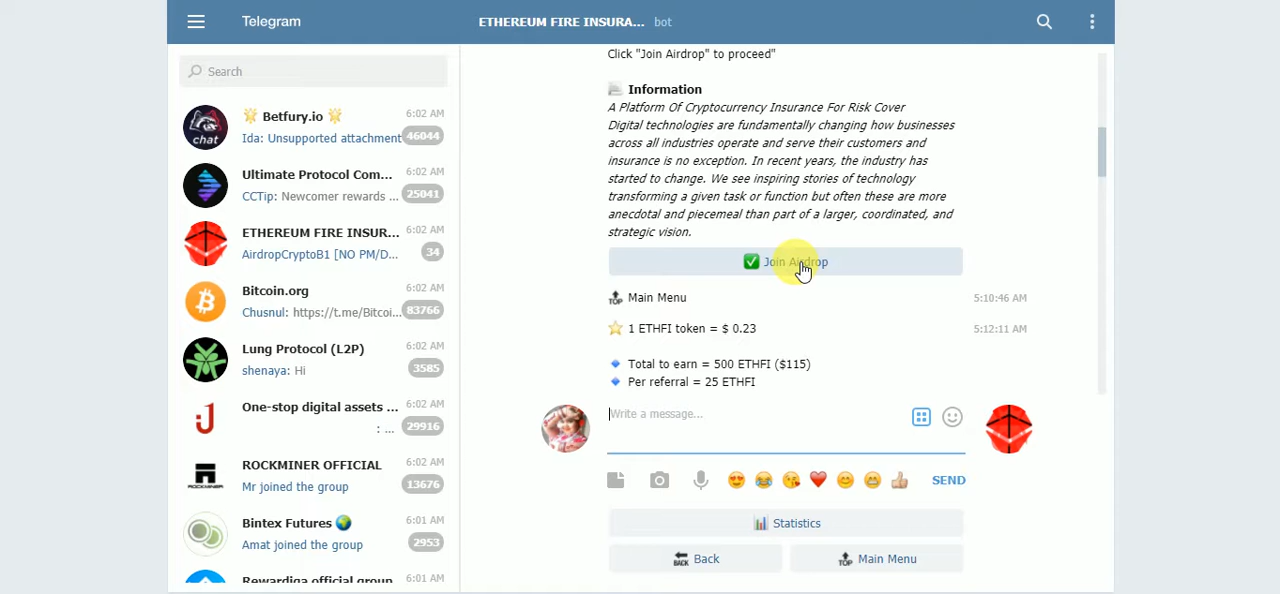 Telegram
ETHEREUM FIRE INSURA... bot
Search
Betfury.io 6:02 AM
Ida: Unsupported attachment 46044
chat
Ultimate Protocol Com... 6:02 AM
CCTip: Newcomer rewards ... 25041
ETHEREUM FIRE INSUR... 6:02 AM
AirdropCryptoB1 [NO PM/D... 34
Bitcoin.org 6:02 AM
Chusnul: https://t.me/Bitcoi... 83766
Lung Protocol (L2P) 6:02 AM
shenaya: Hi 3585
One-stop digital assets ... 6:02 AM
: ... 29916
ROCKMINER OFFICIAL 6:02 AM
Mr joined the group 13676
ROCKMINER
Bintex Futures 6:01 AM
Amat joined the group 2953
Rewardiga official group 6:01 AM
Click "Join Airdrop" to proceed"
Information
A Platform Of Cryptocurrency Insurance For Risk Cover
Digital technologies are fundamentally changing how businesses
across all industries operate and serve their customers and
insurance is no exception. In recent years, the industry has
started to change. We see inspiring stories of technology
transforming a given task or function but often these are more
anecdotal and piecemeal than part of a larger, coordinated, and
strategic vision.
Join Airdrop
TOP Main Menu 5:10:46 AM
1 ETHFI token = $ 0.23 5:12:11 AM
Total to earn = 500 ETHFI ($115)
Per referral = 25 ETHFI
Write a message...
SEND
Statistics
BACK Back
TOP Main Menu